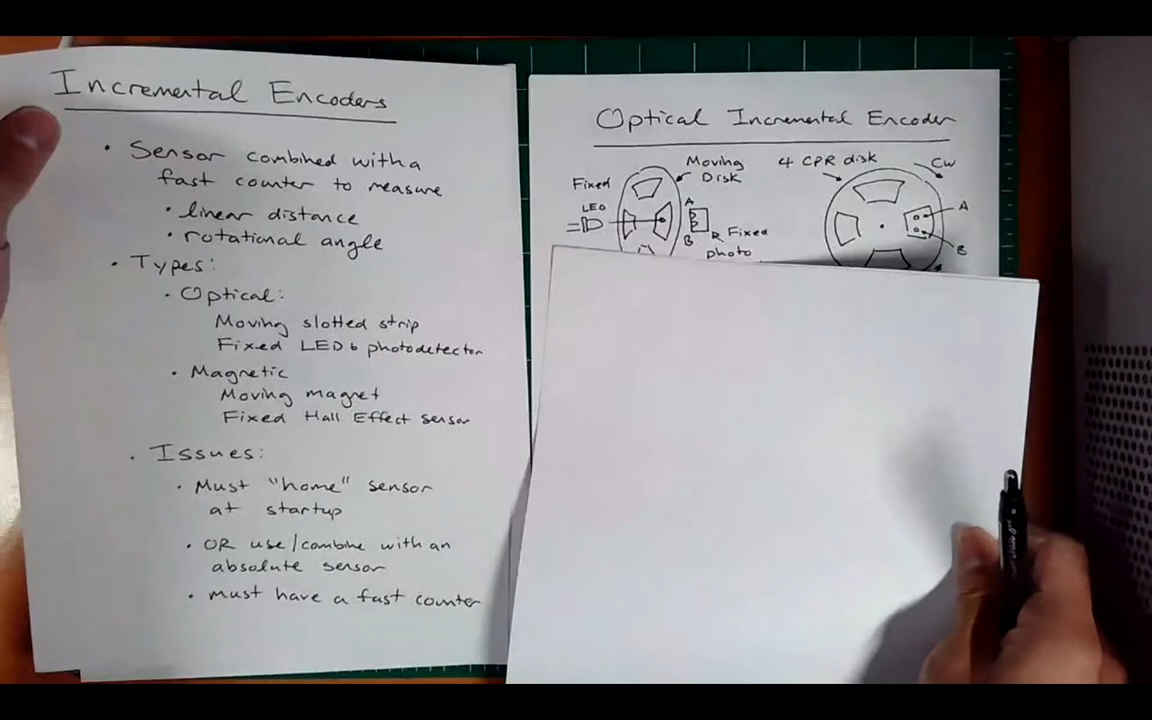 Incremental Encoders
• Sensor combined with a
fast counter to measure
• linear distance
• rotational angle
• Types:
• Optical:
Moving slotted strip
Fixed LED & photodetector
• Magnetic
Moving magnet
Fixed Hall Effect sensor
• Issues:
• Must "home" sensor
at startup
• OR use/combine with an
absolute sensor
• must have a fast counter
Optical Incremental Encoder
Moving
Disk
Fixed
LED
A
B
Fixed
photo
4 CPR disk
CW
A
B